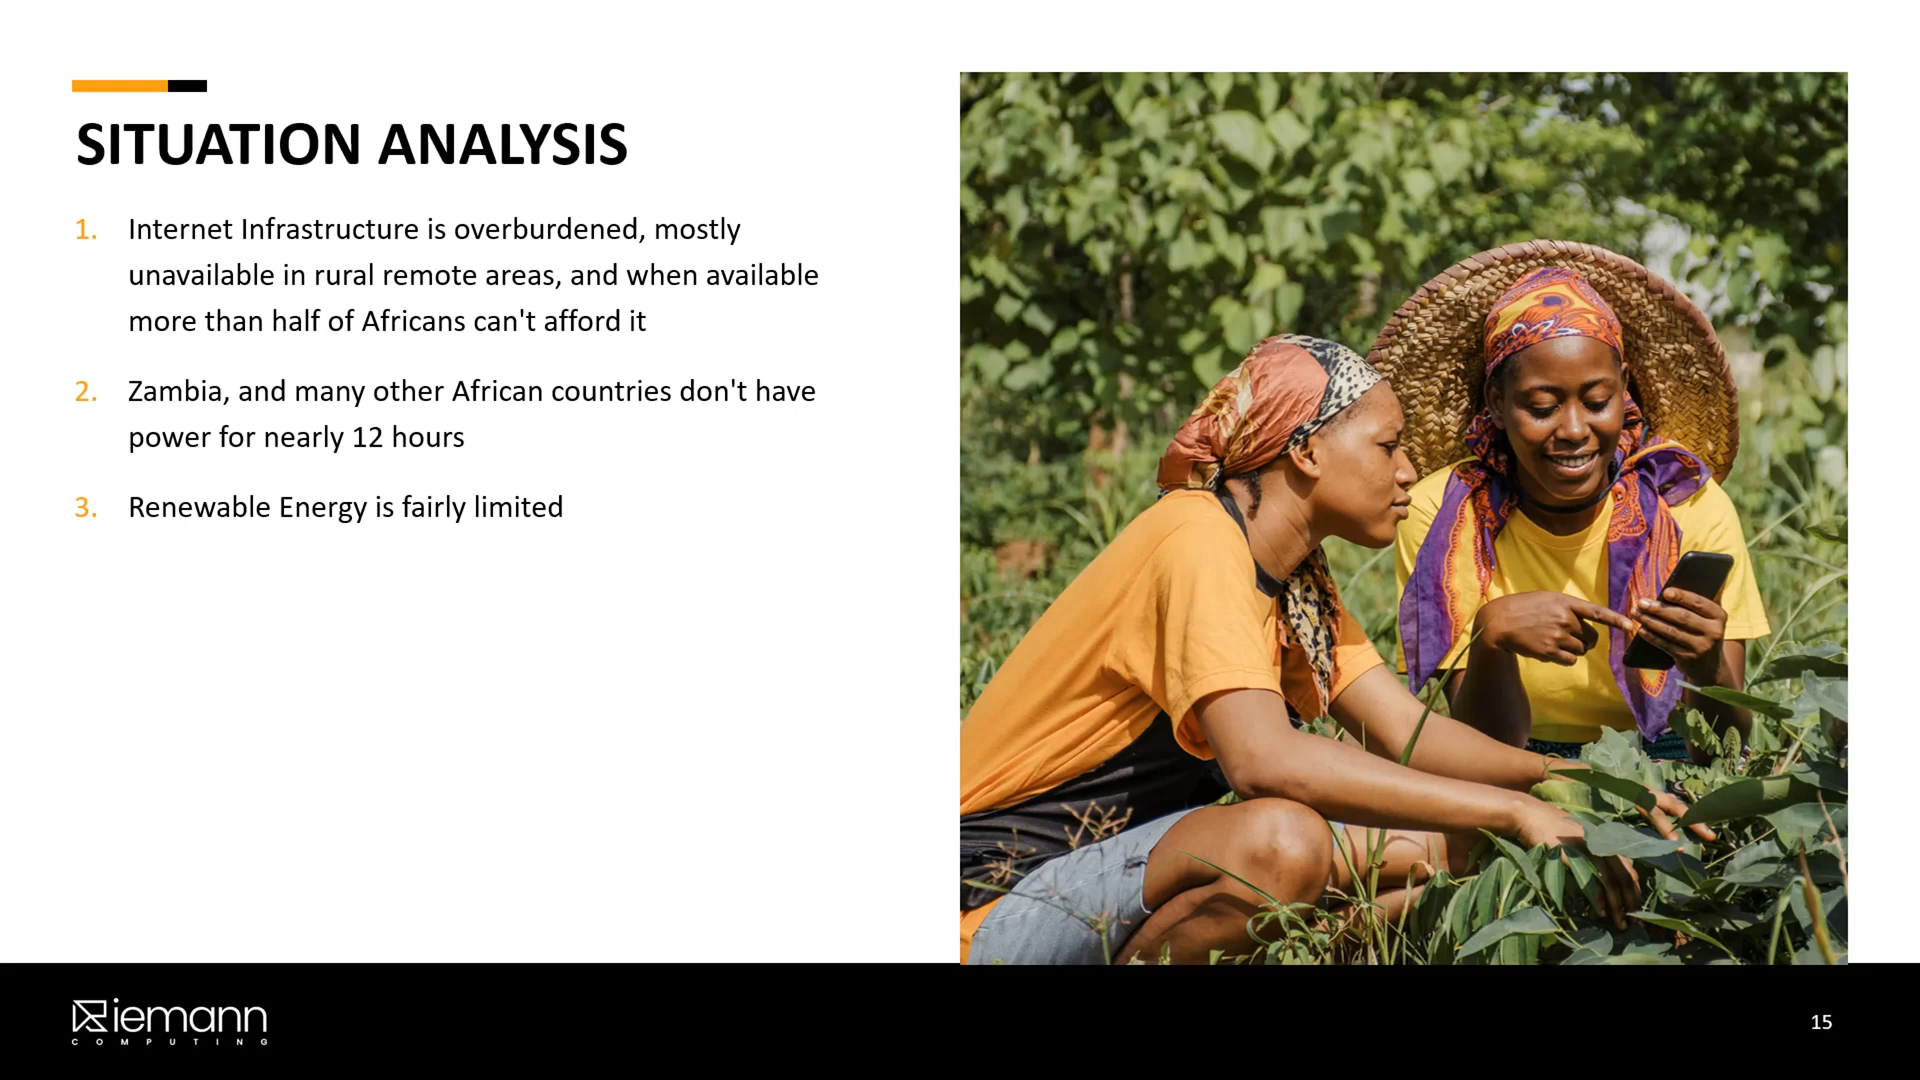 SITUATION ANALYSIS
1. Internet Infrastructure is overburdened, mostly
unavailable in rural remote areas, and when available
more than half of Africans can't afford it
2. Zambia, and many other African countries don't have
power for nearly 12 hours
3. Renewable Energy is fairly limited
Riemann
COMPUTING
15